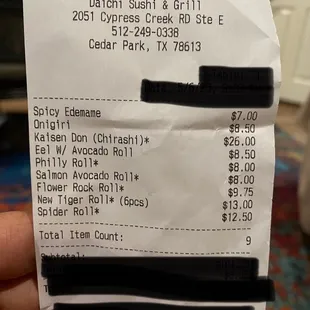 Daichi Sushi & Grill
2051 Cypress Creek RD Ste E
512-249-0338
Cedar Park, TX 78613
Spicy Edemame $7.00
Onigiri $8.50
Kaisen Don (Chirashi)* $26.00
Eel W/ Avocado Roll $8.50
Philly Roll* $8.00
Salmon Avocado Roll* $8.00
Flower Rock Roll* $9.75
New Tiger Roll* (6pcs) $13.00
Spider Roll* $12.50
Total Item Count: 9
Subtotal: